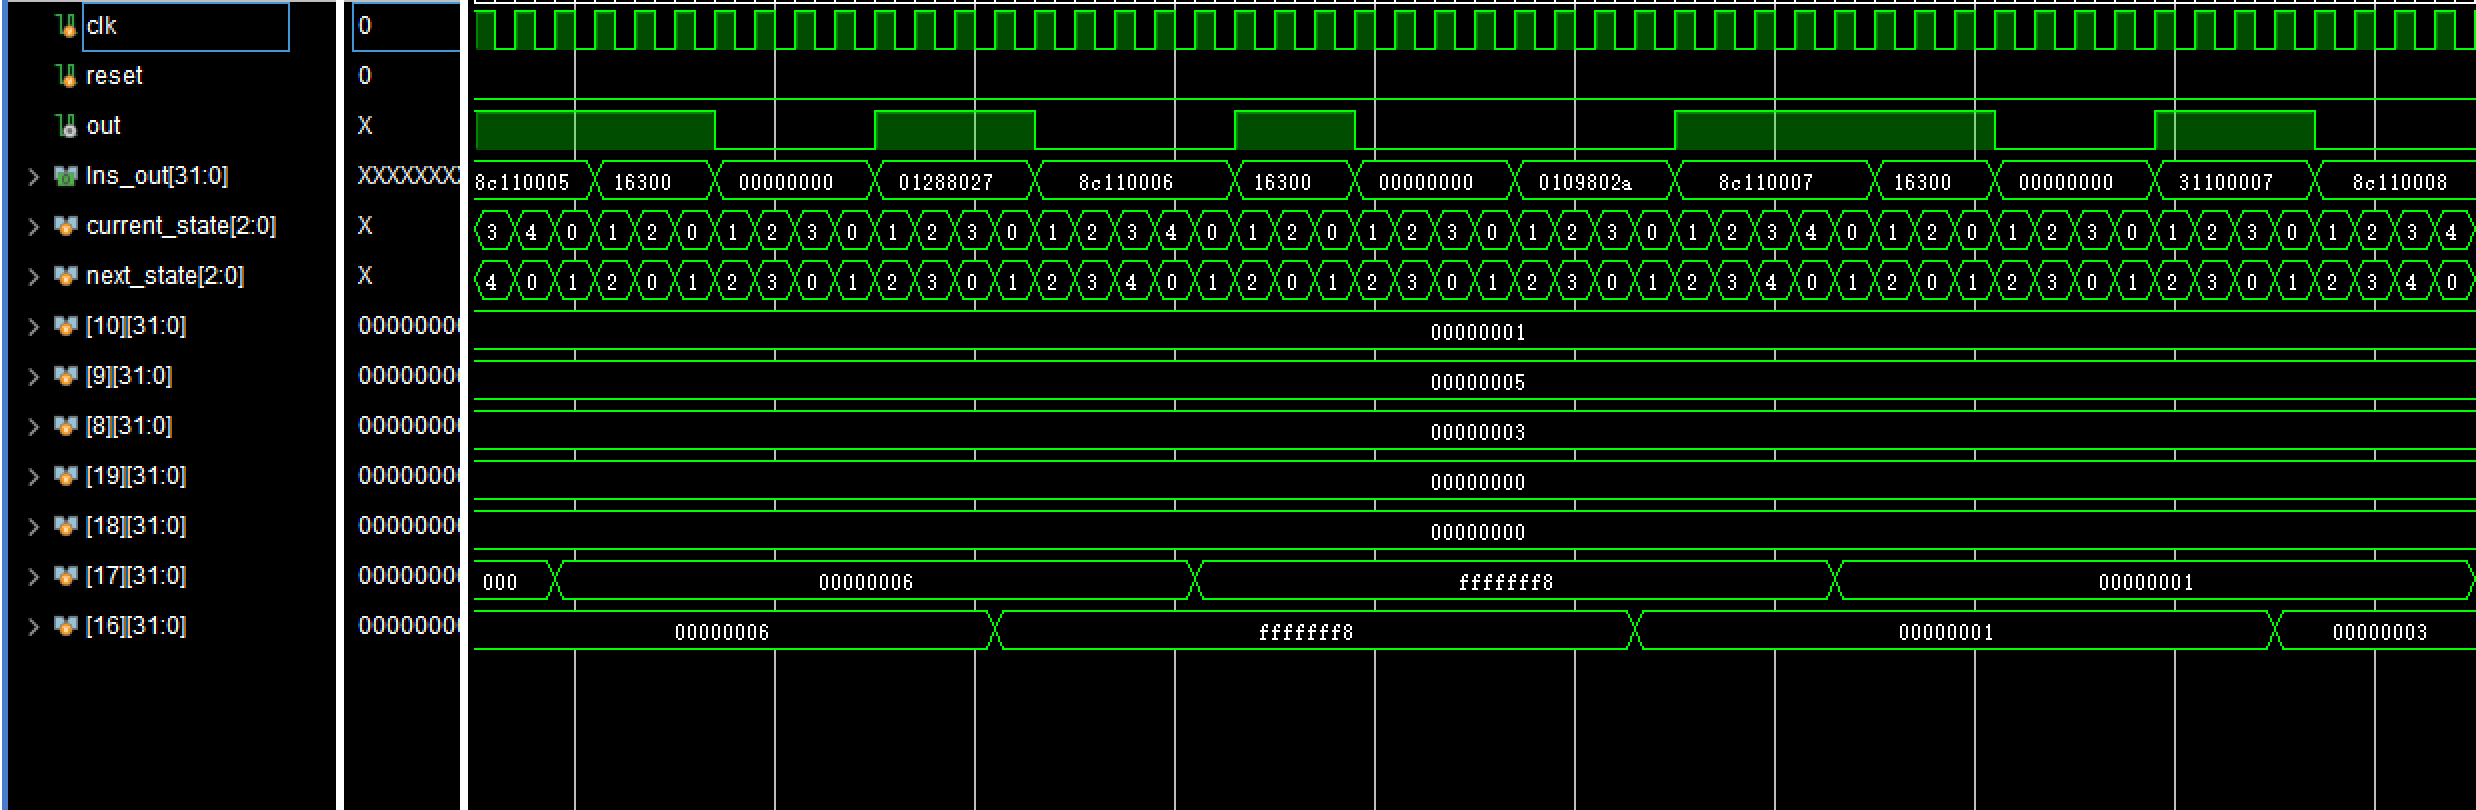 clk 0
reset 0
out X
Ins_out[31:0] XXXXXXX 8c110005 16300 00000000 01288027 8c110006 16300 00000000 0109802a 8c110007 16300 00000000 31100007 8c110008
current_state[2:0] X 3 4 0 1 2 0 1 2 3 0 1 2 3 0 1 2 3 4 0 1 2 0 1 2 3 0 1 2 3 0 1 2 3 4 0 1 2 0 1 2 3 0 1 2 3 0 1 2 3 4
next_state[2:0] X 4 0 1 2 0 1 2 3 0 1 2 3 0 1 2 3 4 0 1 2 0 1 2 3 0 1 2 3 0 1 2 3 4 0 1 2 0 1 2 3 0 1 2 3 0 1 2 3 4 0
[10][31:0] 0000000 00000001
[9][31:0] 0000000 00000005
[8][31:0] 0000000 00000003
[19][31:0] 0000000 00000000
[18][31:0] 0000000 00000000
[17][31:0] 0000000 000 00000006 fffffff8 00000001
[16][31:0] 0000000 00000006 fffffff8 00000001 00000003